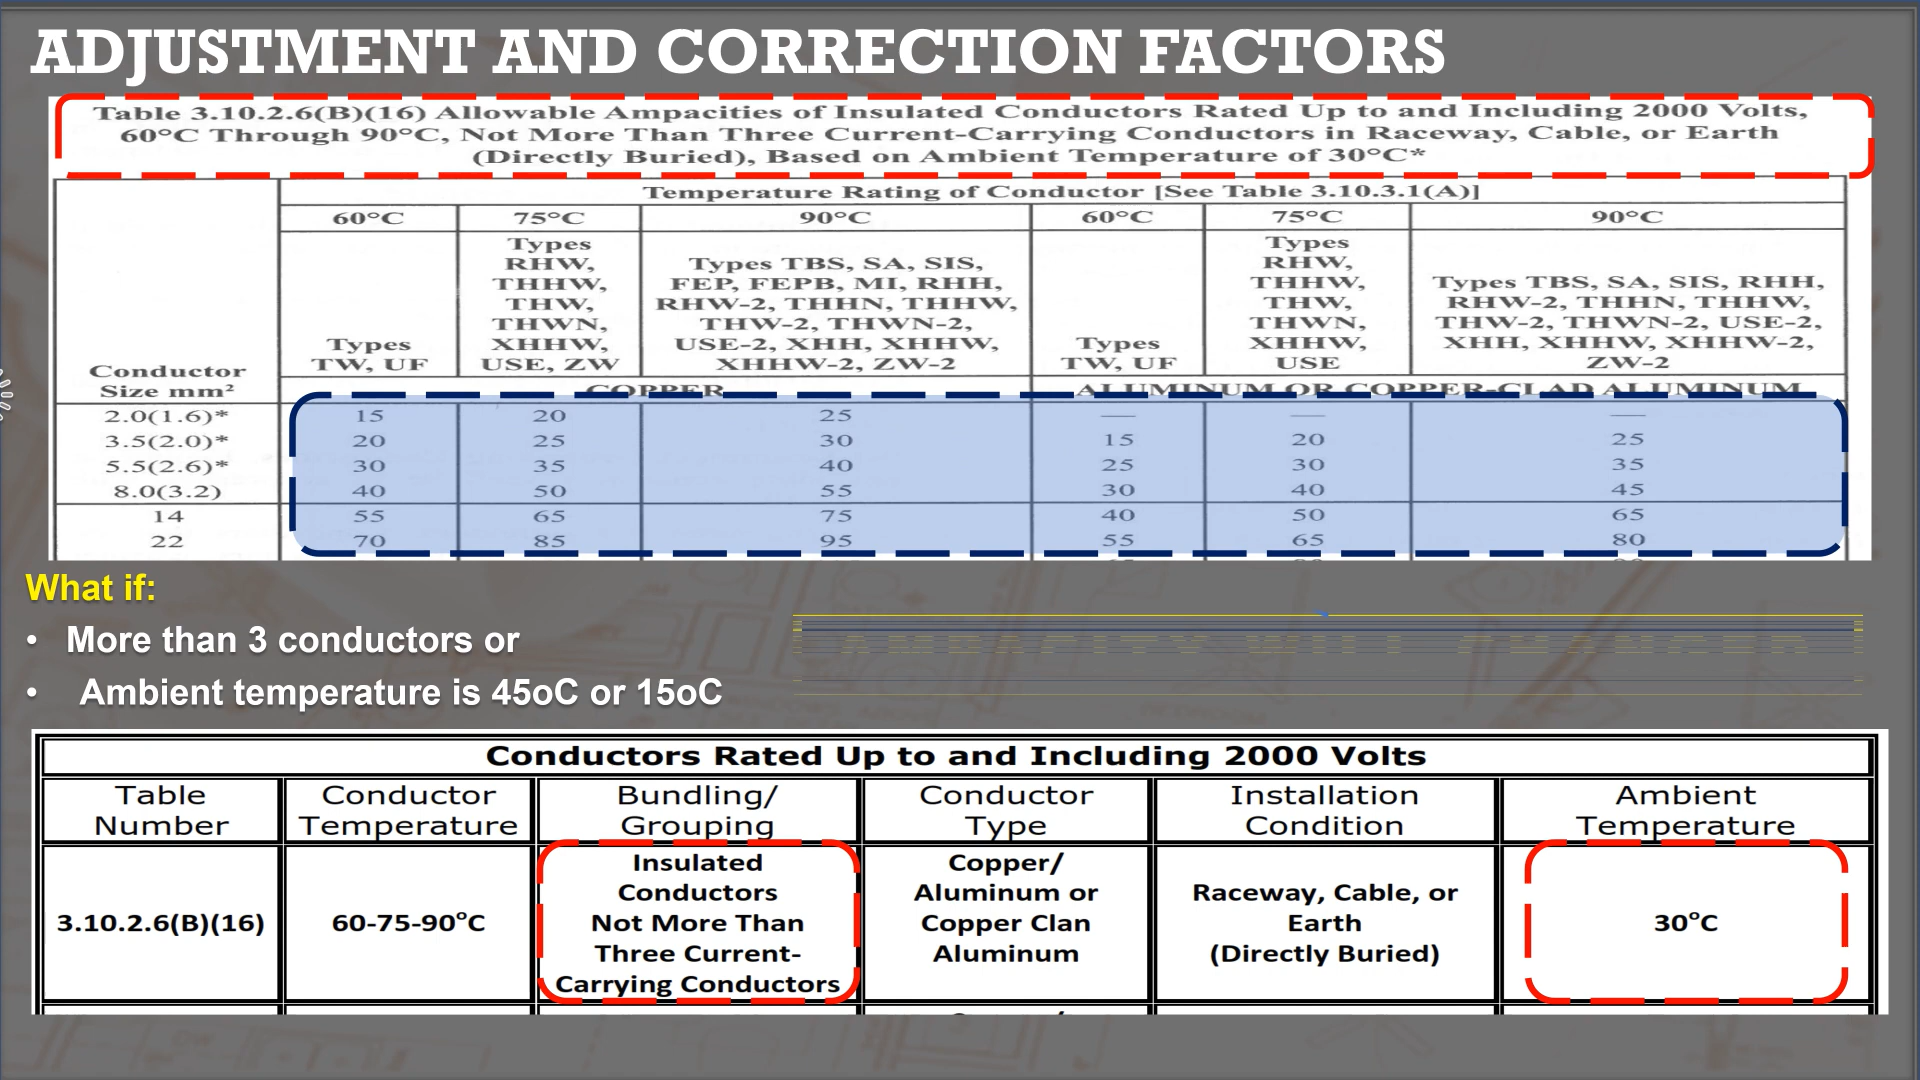 ADJUSTMENT AND CORRECTION FACTORS
Table 3.10.2.6(B)(16) Allowable Ampacities of Insulated Conductors Rated Up to and Including 2000 Volts,
60°C Through 90°C, Not More Than Three Current-Carrying Conductors in Raceway, Cable, or Earth
(Directly Buried), Based on Ambient Temperature of 30°C*
Temperature Rating of Conductor [See Table 3.10.3.1(A)]
60°C 75°C 90°C 60°C 75°C 90°C
Conductor
Size mm²
Types
TW, UF
Types
RHW,
THHW,
THW,
THWN,
XHHW,
USE, ZW
Types TBS, SA, SIS,
FEP, FEPB, MI, RHH,
RHW-2, THHN, THHW,
THW-2, THWN-2,
USE-2, XHH, XHHW,
XHHW-2, ZW-2
Types
TW, UF
Types
RHW,
THHW,
THW,
THWN,
XHHW,
USE
Types TBS, SA, SIS, RHH,
RHW-2, THHN, THHW,
THW-2, THWN-2, USE-2,
XHH, XHHW, XHHW-2,
ZW-2
COPPER ALUMINUM OR COPPER-CLAD ALUMINUM
2.0(1.6)* 15 20 25 — — —
3.5(2.0)* 20 25 30 15 20 25
5.5(2.6)* 30 35 40 25 30 35
8.0(3.2) 40 50 55 30 40 45
14 55 65 75 40 50 65
22 70 85 95 55 65 80
What if:
• More than 3 conductors or
• Ambient temperature is 45oC or 15oC
Conductors Rated Up to and Including 2000 Volts
Table
Number
Conductor
Temperature
Bundling/
Grouping
Conductor
Type
Installation
Condition
Ambient
Temperature
3.10.2.6(B)(16)
60-75-90°C
Insulated
Conductors
Not More Than
Three Current-
Carrying Conductors
Copper/
Aluminum or
Copper Clan
Aluminum
Raceway, Cable, or
Earth
(Directly Buried)
30°C